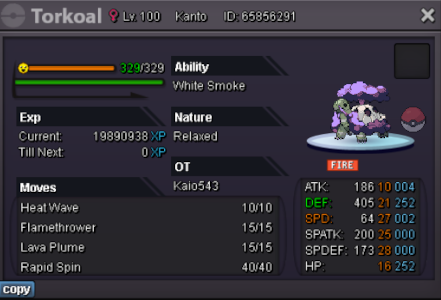 Torkoal Lv. 100 Kanto ID: 65856291
329/329
Ability
White Smoke
Exp
Current: 19890938 XP
Till Next: 0 XP
Nature
Relaxed
OT
Kaio543
FIRE
Moves
Heat Wave 10/10
Flamethrower 15/15
Lava Plume 15/15
Rapid Spin 40/40
ATK: 186 10 004
DEF: 405 21 252
SPD: 64 27 002
SPATK: 200 25 000
SPDEF: 173 28 000
HP: 16 252
copy